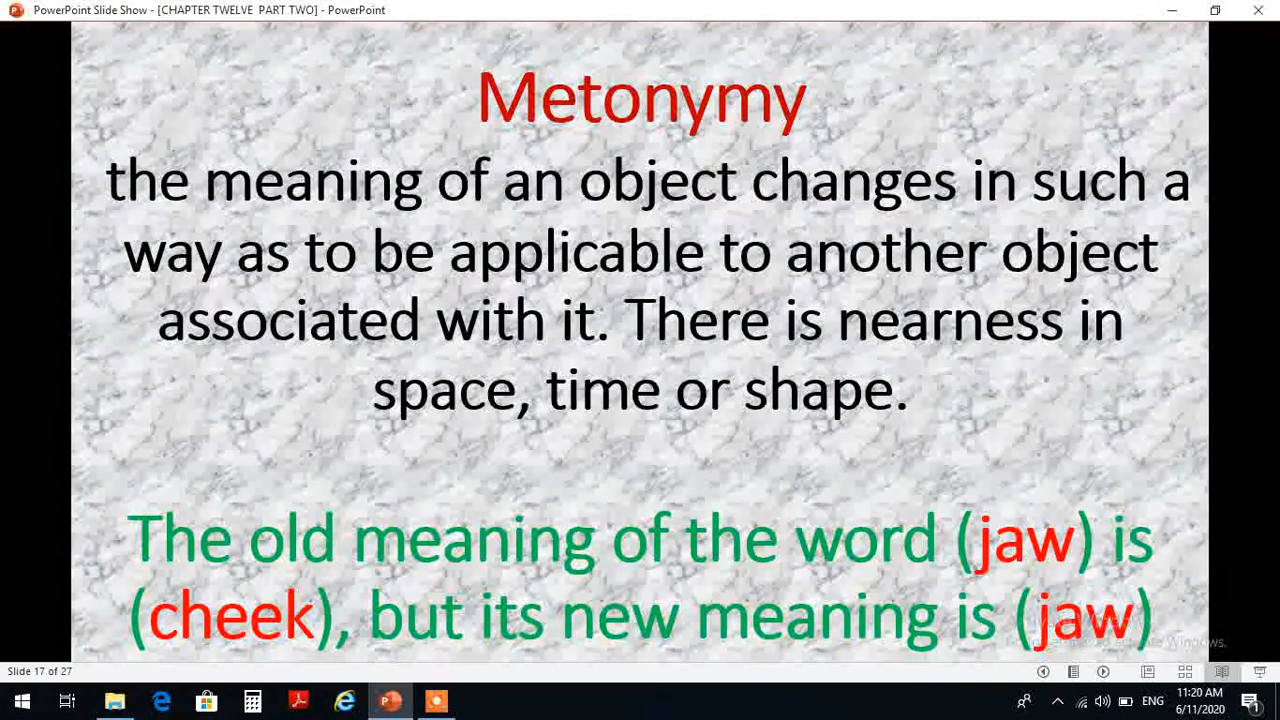 PowerPoint Slide Show - [CHAPTER TWELVE PART TWO] - PowerPoint
Metonymy
the meaning of an object changes in such a
way as to be applicable to another object
associated with it. There is nearness in
space, time or shape.
The old meaning of the word (jaw) is
(cheek), but its new meaning is (jaw)
Windows.
Slide 17 of 27
ENG
11:20 AM
6/11/2020
1